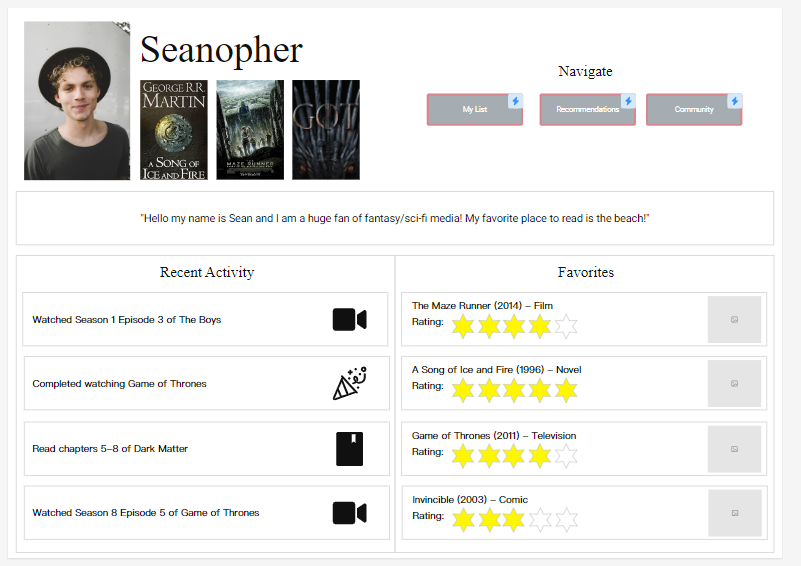 Seanopher
GEORGE R.R.
MARTIN
A SONG OF
ICE AND FIRE
MAZE RUNNER
GOT
Navigate
My List
Recommendations
Community
"Hello my name is Sean and I am a huge fan of fantasy/sci-fi media! My favorite place to read is the beach!"
Recent Activity
Watched Season 1 Episode 3 of The Boys
Completed watching Game of Thrones
Read chapters 5–8 of Dark Matter
Watched Season 8 Episode 5 of Game of Thrones
Favorites
The Maze Runner (2014) – Film
Rating:
A Song of Ice and Fire (1996) – Novel
Rating:
Game of Thrones (2011) – Television
Rating:
Invincible (2003) – Comic
Rating: